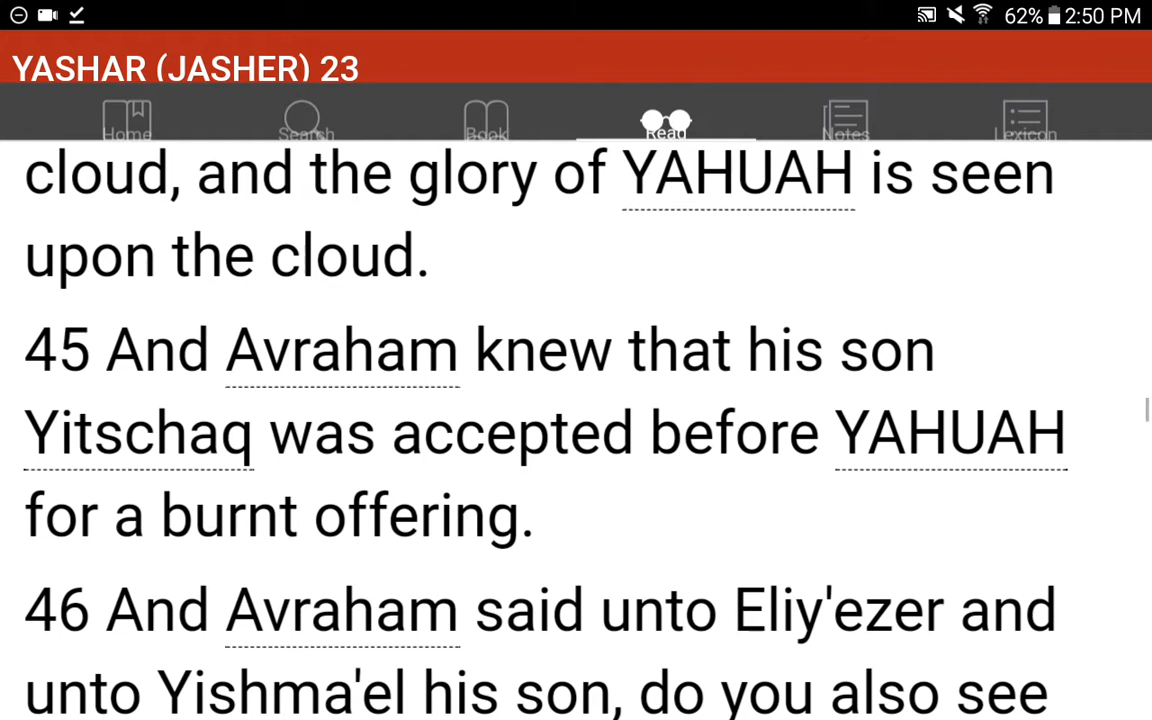 62% 2:50 PM
YASHAR (JASHER) 23
Home Search Book Read Notes Lexicon
cloud, and the glory of YAHUAH is seen
upon the cloud.
45 And Avraham knew that his son
Yitschaq was accepted before YAHUAH
for a burnt offering.
46 And Avraham said unto Eliy'ezer and
unto Yishma'el his son, do you also see